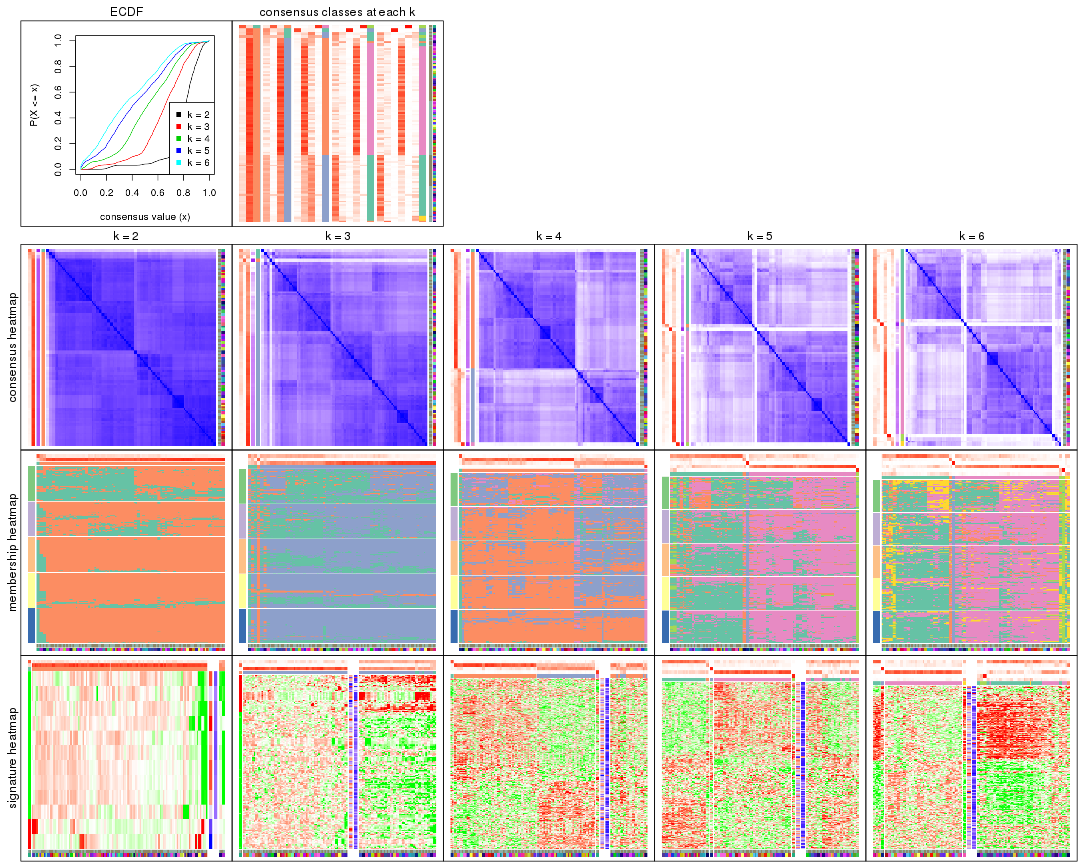 ECDF
consensus classes at each k
P(X <= x)
0.0 0.2 0.4 0.6 0.8 1.0
k = 2
k = 3
k = 4
k = 5
k = 6
0.0 0.2 0.4 0.6 0.8 1.0
consensus value (x)
k = 2
k = 3
k = 4
k = 5
k = 6
consensus heatmap
membership heatmap
signature heatmap